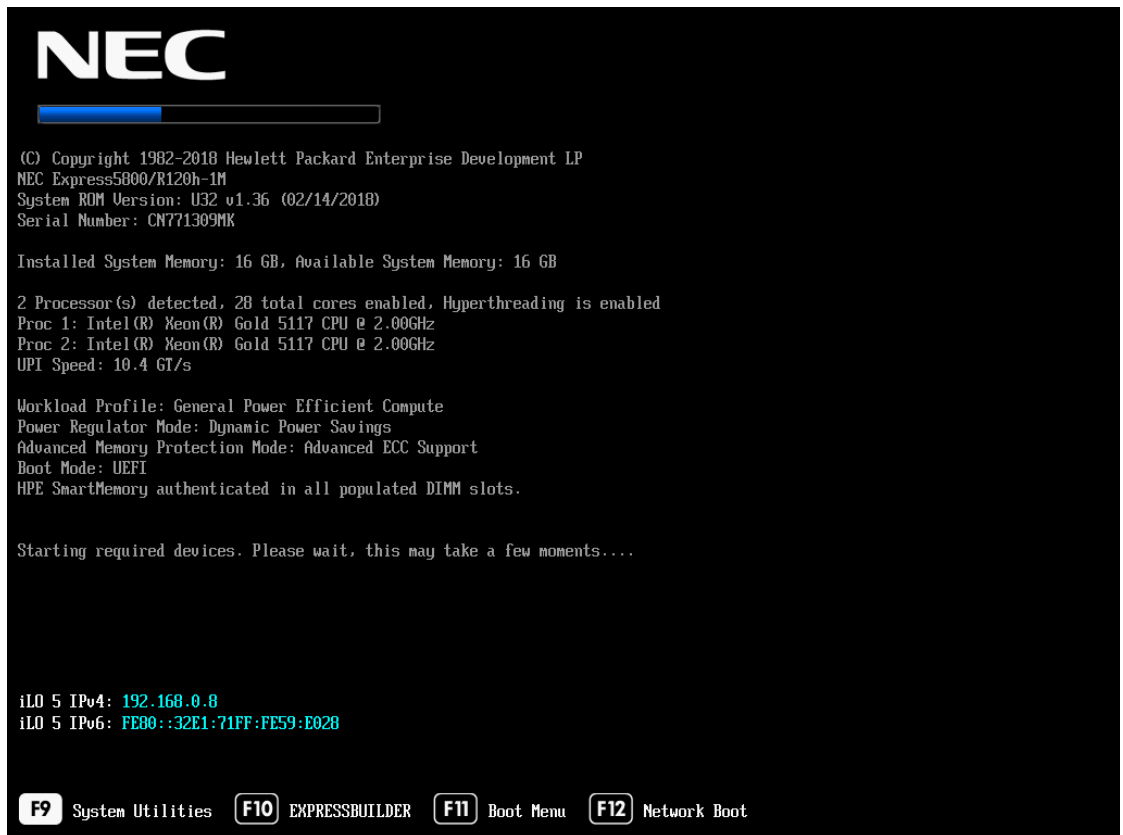 NEC
(C) Copyright 1982-2018 Hewlett Packard Enterprise Development LP
NEC Express5800/R120h-1M
System ROM Version: U32 v1.36 (02/14/2018)
Serial Number: CN771309MK
Installed System Memory: 16 GB, Available System Memory: 16 GB
2 Processor(s) detected, 28 total cores enabled, Hyperthreading is enabled
Proc 1: Intel(R) Xeon(R) Gold 5117 CPU @ 2.00GHz
Proc 2: Intel(R) Xeon(R) Gold 5117 CPU @ 2.00GHz
UPI Speed: 10.4 GT/s
Workload Profile: General Power Efficient Compute
Power Regulator Mode: Dynamic Power Savings
Advanced Memory Protection Mode: Advanced ECC Support
Boot Mode: UEFI
HPE SmartMemory authenticated in all populated DIMM slots.
Starting required devices. Please wait, this may take a few moments....
iLO 5 IPv4: 192.168.0.8
iLO 5 IPv6: FE80::32E1:71FF:FE59:E028
F9 System Utilities F10 EXPRESSBUILDER F11 Boot Menu F12 Network Boot